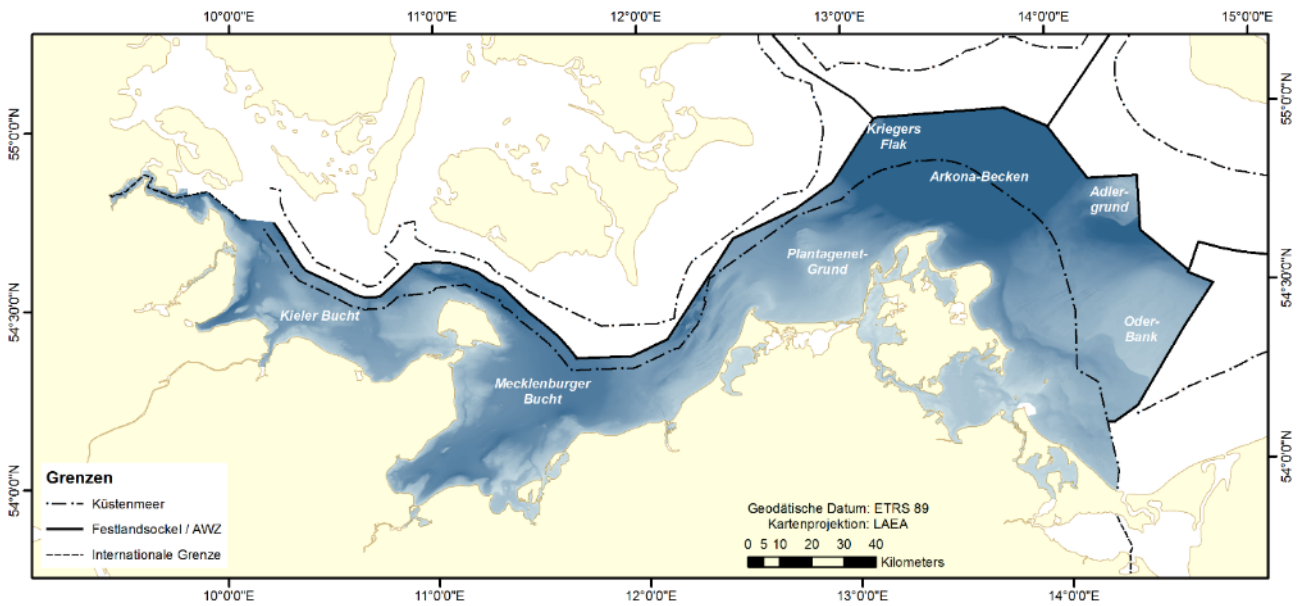 10°0'0"E
11°0'0"E
12°0'0"E
13°0'0"E
14°0'0"E
15°0'0"E
55°0'0"N
54°30'0"N
54°0'0"N
55°0'0"N
54°30'0"N
54°0'0"N
Kriegers
Flak
Arkona-Becken
Adler-
grund
Plantagenet-
Grund
Oder-
Bank
Kieler Bucht
Mecklenburger
Bucht
Grenzen
Küstenmeer
Festlandsockel / AWZ
Internationale Grenze
Geodätische Datum: ETRS 89
Kartenprojektion: LAEA
0 5 10 20 30 40
Kilometers
10°0'0"E
11°0'0"E
12°0'0"E
13°0'0"E
14°0'0"E